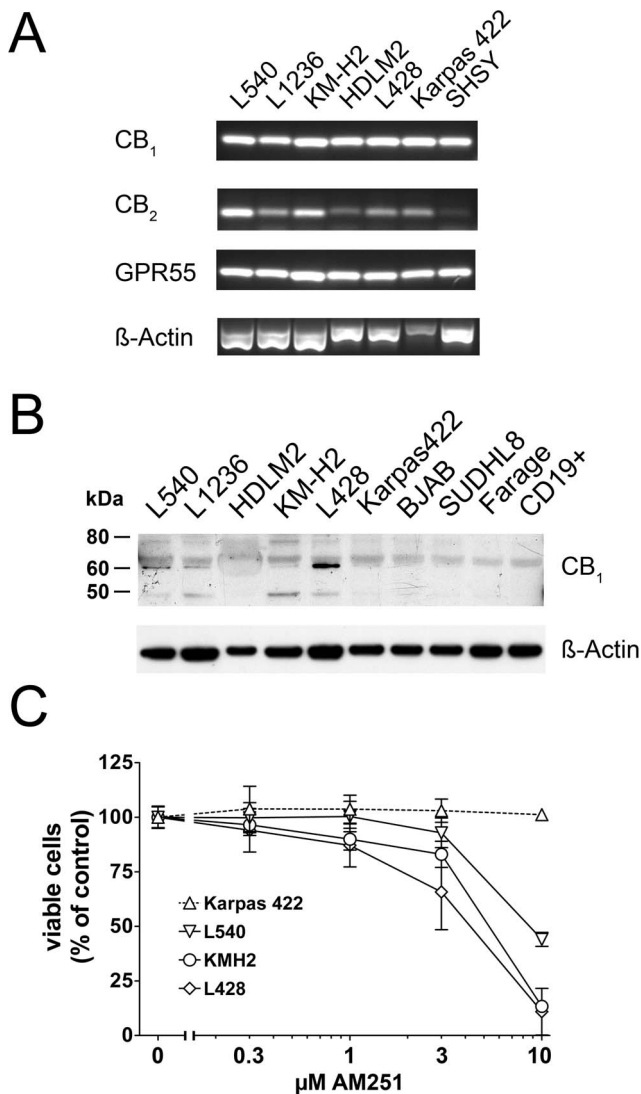 A
L540 L1236 KM-H2 HDLM2 L428 Karpas 422 SHSY
CB₁
CB₂
GPR55
ß-Actin
B
L540 L1236 HDLM2 KM-H2 L428 Karpas422 BJAB SUDHL8 Farage CD19+
kDa
80
60
50
CB₁
ß-Actin
C
125
100
75
50
25
0
viable cells
(% of control)
Karpas 422
L540
KMH2
L428
0 0.3 1 3 10
µM AM251